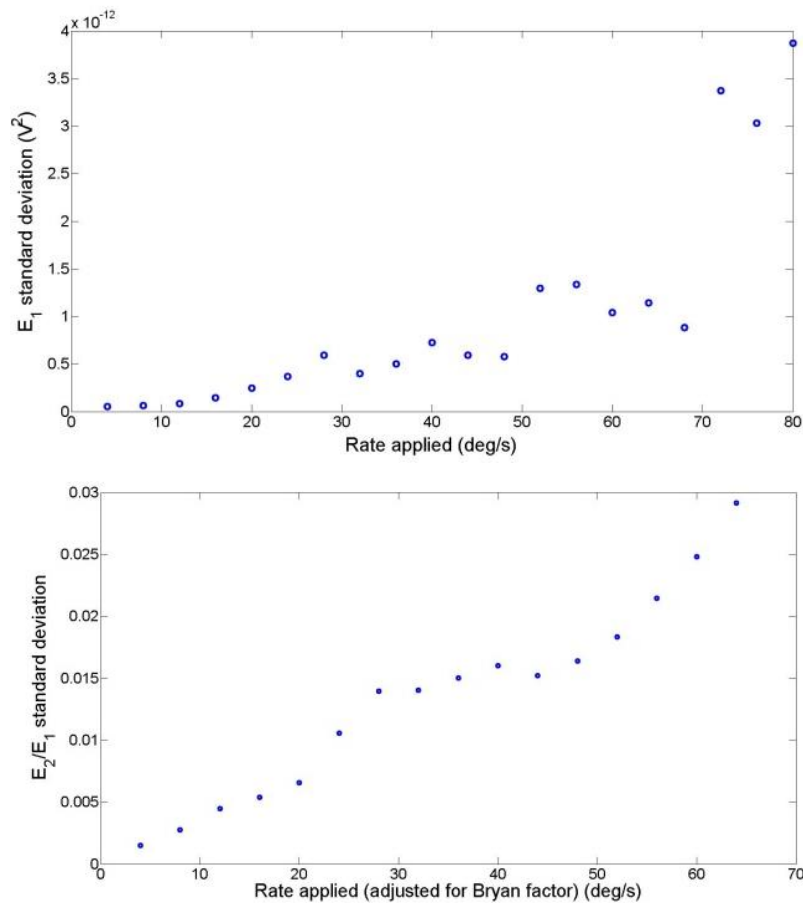 4 × 10⁻¹²
3.5
3
2.5
2
1.5
1
0.5
0
E₁ standard deviation (V²)
0 10 20 30 40 50 60 70 80
Rate applied (deg/s)
0.03
0.025
0.02
0.015
0.01
0.005
0
E₂/E₁ standard deviation
0 10 20 30 40 50 60 70
Rate applied (adjusted for Bryan factor) (deg/s)